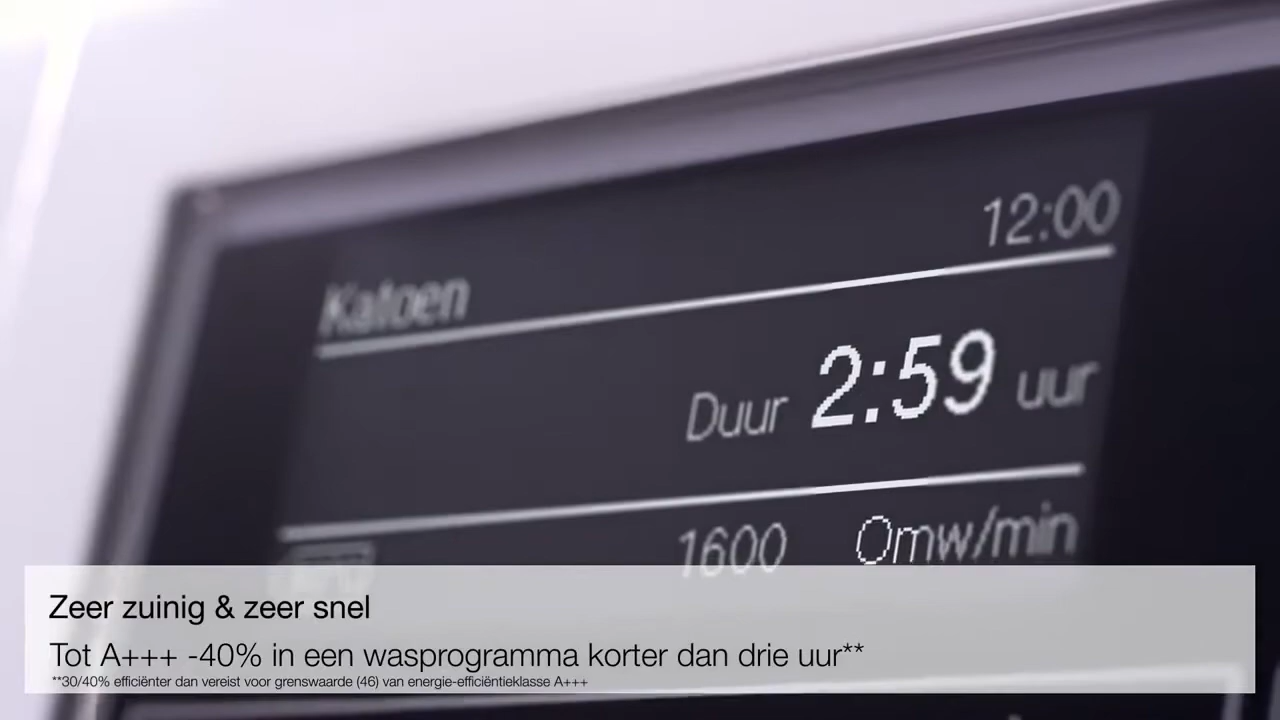 12:00
Katoen
Duur 2:59 uur
1600 Omw/min
Zeer zuinig & zeer snel
Tot A+++ -40% in een wasprogramma korter dan drie uur**
**30/40% efficiënter dan vereist voor grenswaarde (46) van energie-efficiëntieklasse A+++